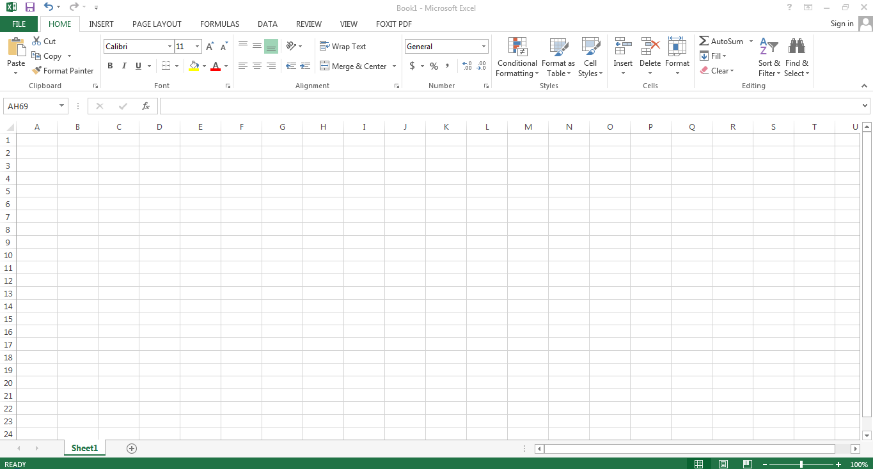 Book1 - Microsoft Excel
FILE HOME INSERT PAGE LAYOUT FORMULAS DATA REVIEW VIEW FOXIT PDF Sign in
Cut
Copy
Format Painter
Paste
Clipboard
Calibri 11
B I U
Font
Wrap Text
Merge & Center
Alignment
General
$ % ,
Number
Conditional Formatting
Format as Table
Cell Styles
Styles
Insert Delete Format
Cells
AutoSum
Fill
Clear
Sort & Filter
Find & Select
Editing
AH69 fx
A B C D E F G H I J K L M N O P Q R S T U
1
2
3
4
5
6
7
8
9
10
11
12
13
14
15
16
17
18
19
20
21
22
23
24
Sheet1
READY 100%